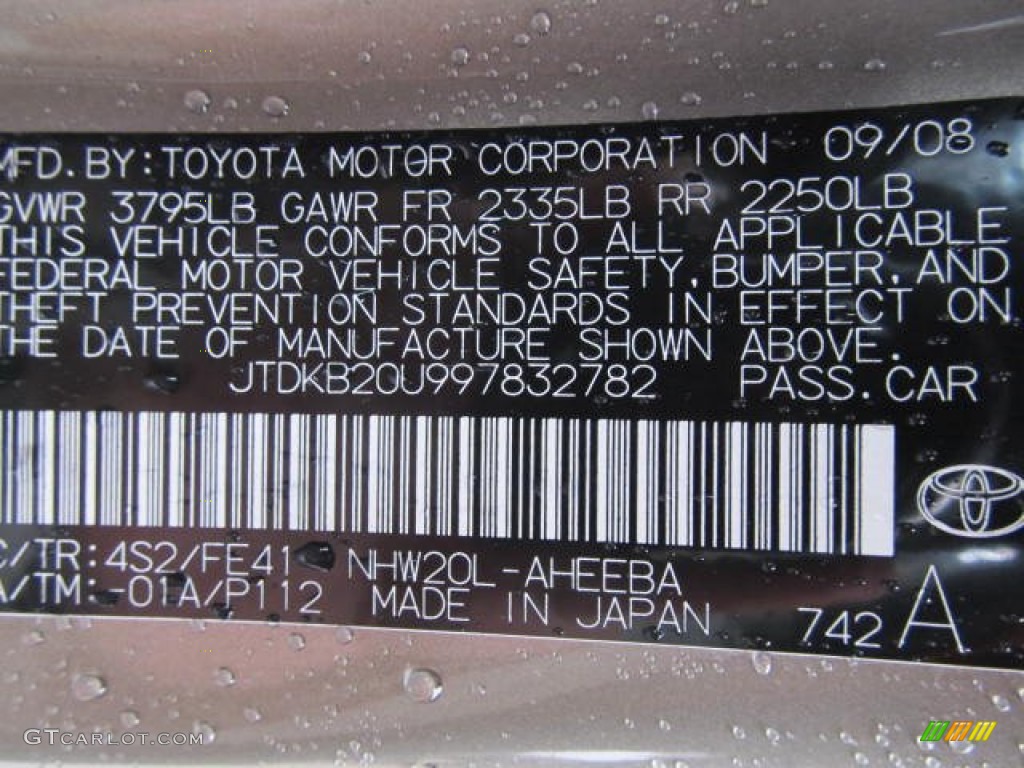 MFD. BY: TOYOTA MOTOR CORPORATION 09/08
GVWR 3795LB GAWR FR 2335LB RR 2250LB
THIS VEHICLE CONFORMS TO ALL APPLICABLE
FEDERAL MOTOR VEHICLE SAFETY, BUMPER, AND
THEFT PREVENTION STANDARDS IN EFFECT ON
THE DATE OF MANUFACTURE SHOWN ABOVE.
JTDKB20U997832782 PASS. CAR
C/TR: 4S2/FE41 NHW20L-AHEEBA
A/TM: -01A/P112 MADE IN JAPAN 742 A
GTCARLOT.COM